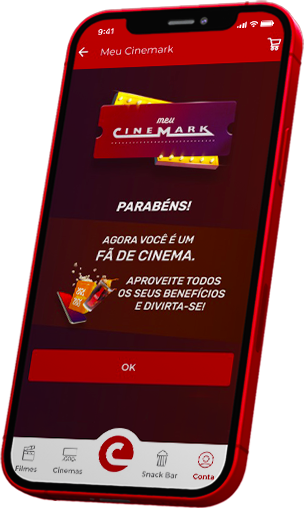 9:41
Meu Cinemark
meu
CINEMARK
PARABÉNS!
AGORA VOCÊ É UM
FÃ DE CINEMA.
APROVEITE TODOS
OS SEUS BENEFÍCIOS
E DIVIRTA-SE!
OK
Filmes
Cinemas
Snack Bar
Conta